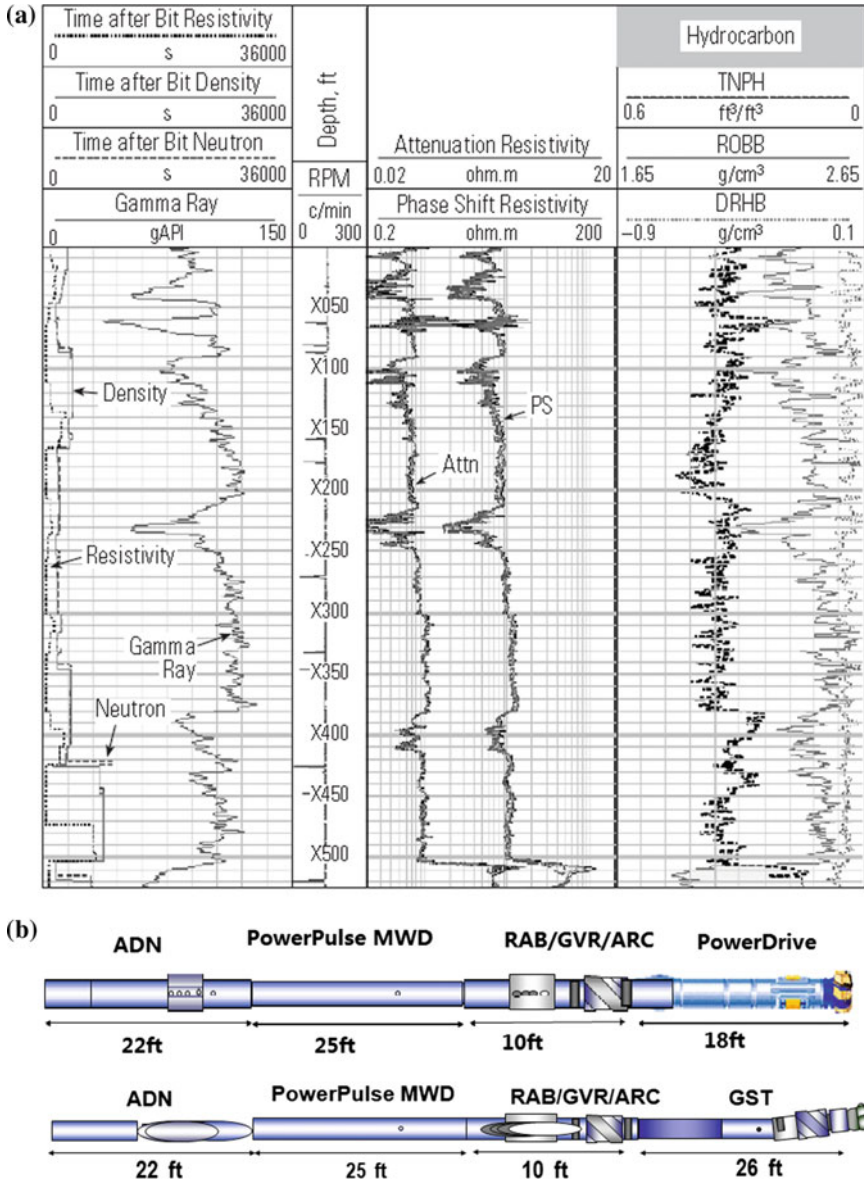 (a)
Time after Bit Resistivity
0 s 36000
Time after Bit Density
0 s 36000
Time after Bit Neutron
0 s 36000
Gamma Ray
0 gAPI 150
Depth, ft
RPM
c/min
0 300
Attenuation Resistivity
0.02 ohm.m 20
Phase Shift Resistivity
0.2 ohm.m 200
Hydrocarbon
TNPH
0.6 ft³/ft³ 0
ROBB
1.65 g/cm³ 2.65
DRHB
−0.9 g/cm³ 0.1
X050
X100
Density
PS
X150
Attn
X200
Resistivity
X250
X300
Gamma
Ray
X350
Neutron
X400
X450
X500
(b)
ADN PowerPulse MWD RAB/GVR/ARC PowerDrive
22ft 25ft 10ft 18ft
ADN PowerPulse MWD RAB/GVR/ARC GST
22 ft 25 ft 10 ft 26 ft